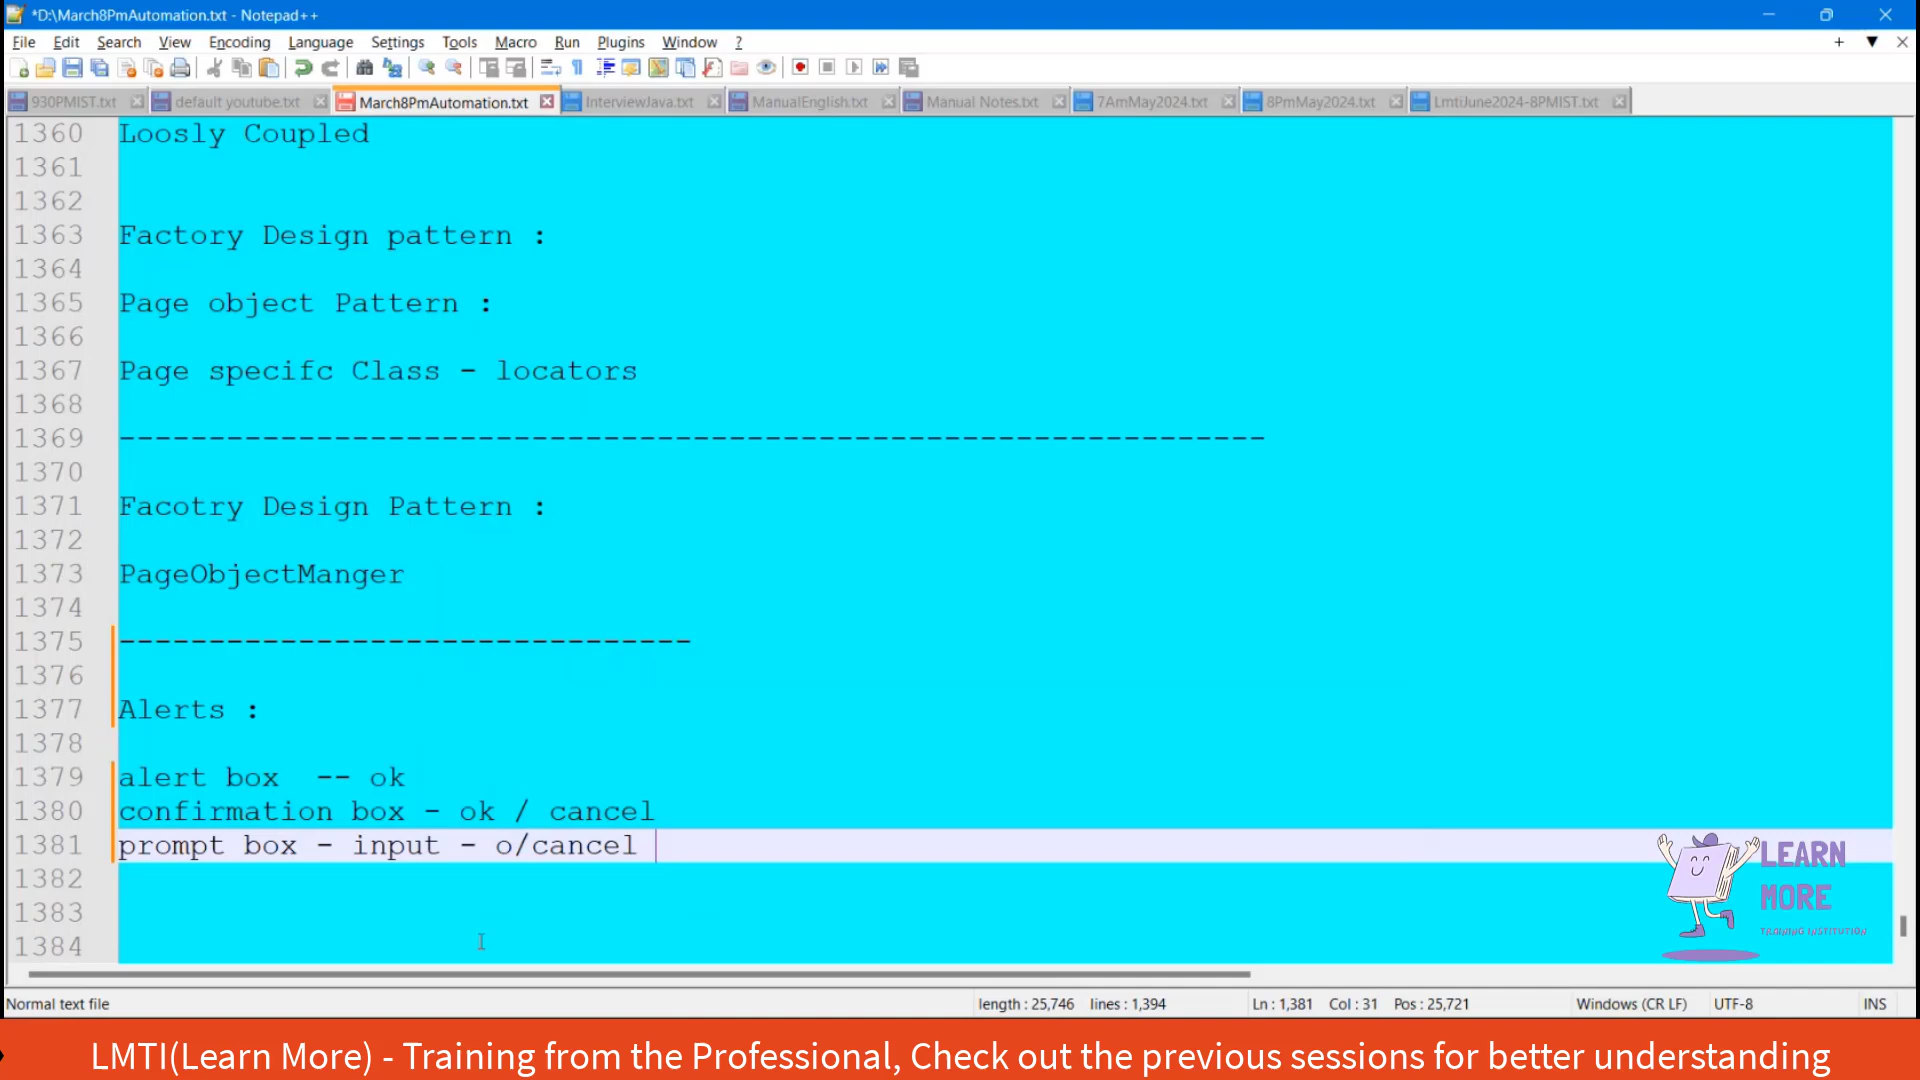 *D:\March8PmAutomation.txt - Notepad++
File Edit Search View Encoding Language Settings Tools Macro Run Plugins Window ?
930PMIST.txt default youtube.txt March8PmAutomation.txt InterviewJava.txt ManualEnglish.txt Manual Notes.txt 7AmMay2024.txt 8PmMay2024.txt LmtiJune2024-8PMIST.txt
1360 Loosly Coupled
1361
1362
1363 Factory Design pattern :
1364
1365 Page object Pattern :
1366
1367 Page specifc Class - locators
1368
1369 ----------------------------------------------------------------
1370
1371 Facotry Design Pattern :
1372
1373 PageObjectManger
1374
1375 --------------------------------
1376
1377 Alerts :
1378
1379 alert box  -- ok
1380 confirmation box - ok / cancel
1381 prompt box - input - o/cancel
1382
1383
1384
LEARN
MORE
TRAINING INSTITUTION
Normal text file length : 25,746 lines : 1,394 Ln : 1,381 Col : 31 Pos : 25,721 Windows (CR LF) UTF-8 INS
LMTI(Learn More) - Training from the Professional, Check out the previous sessions for better understanding